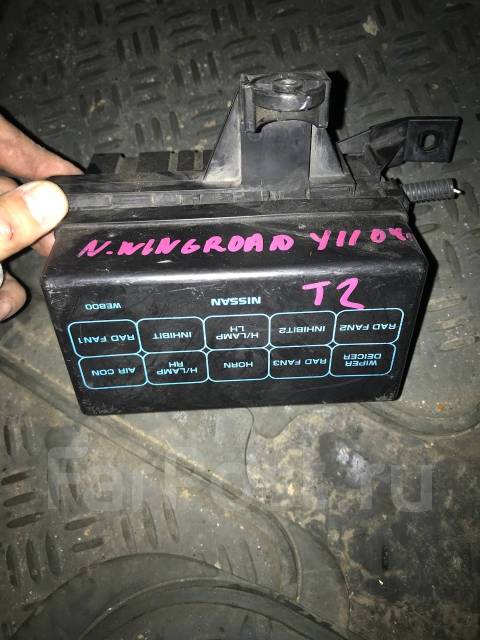 N.WINGROAD Y11 04.
T2
WE800 NISSAN
RAD FAN1 INHIBIT H/LAMP LH INHIBIT2 RAD FAN2
AIR CON H/LAMP RH HORN RAD FAN3 WIPER DEICER
FarPost.ru